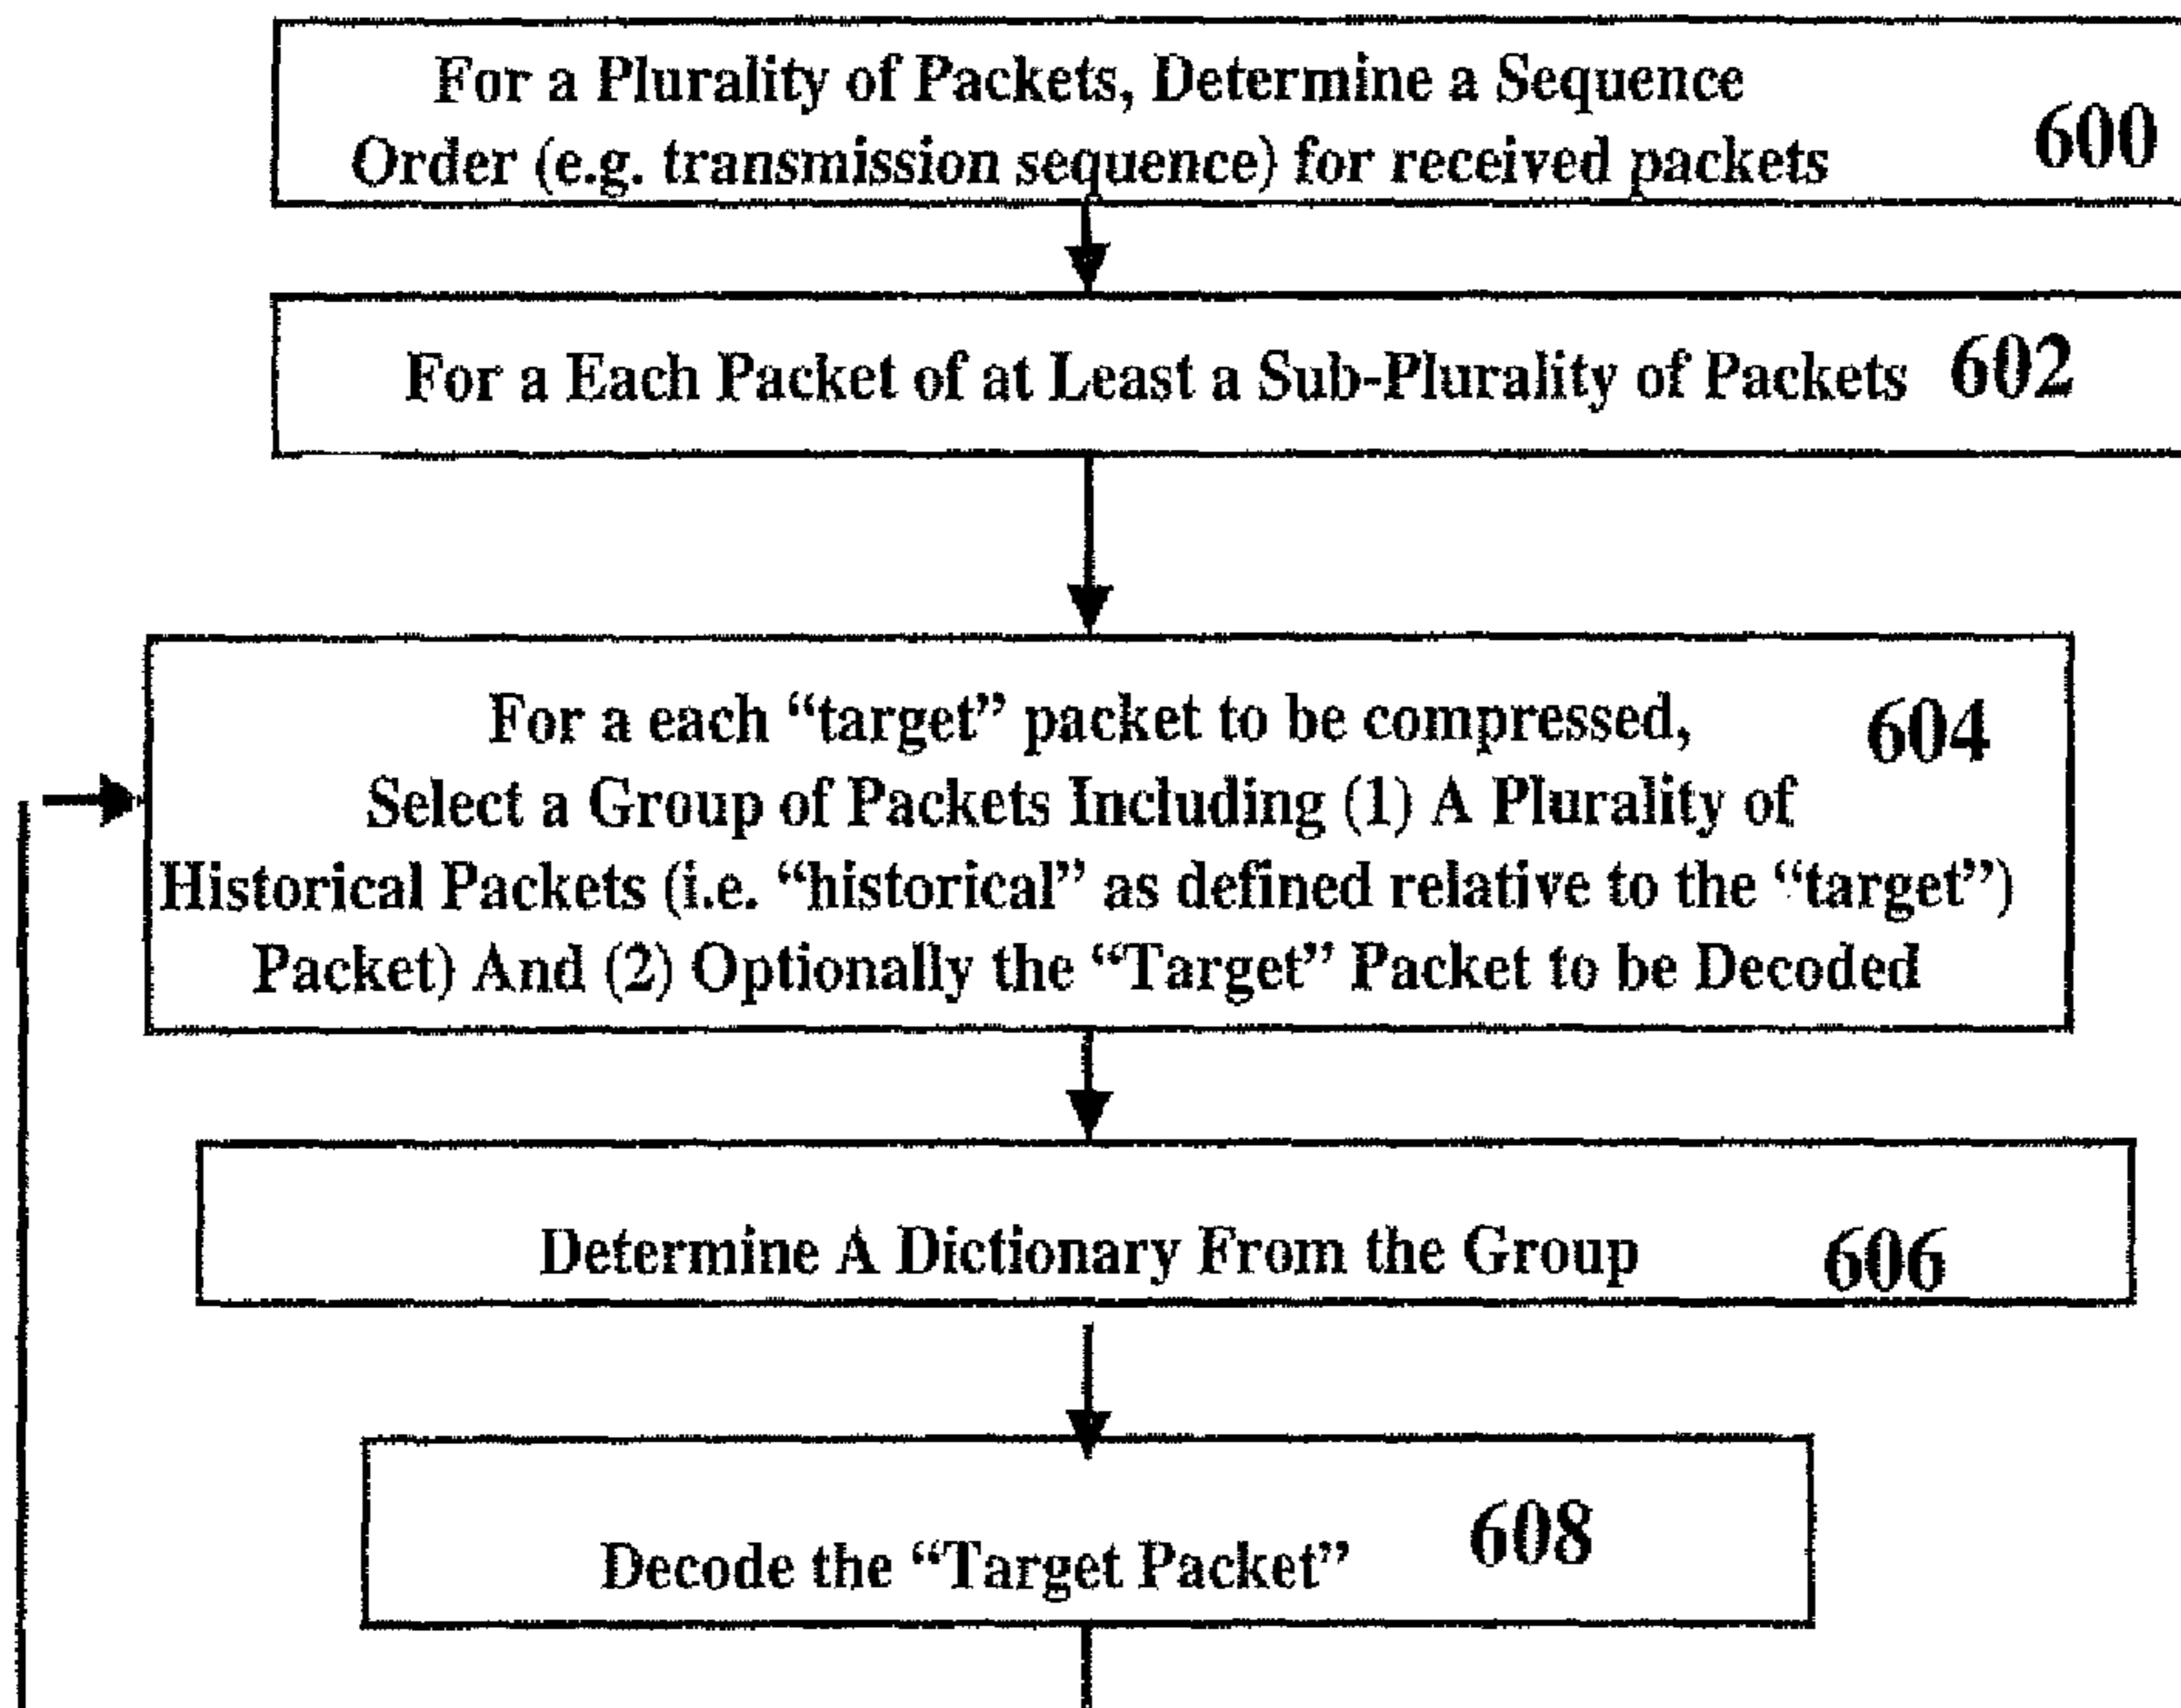 For a Plurality of Packets, Determine a Sequence
Order (e.g. transmission sequence) for received packets 600
For a Each Packet of at Least a Sub-Plurality of Packets 602
For a each “target” packet to be compressed, 604
Select a Group of Packets Including (1) A Plurality of
Historical Packets (i.e. “historical” as defined relative to the “target”)
Packet) And (2) Optionally the “Target” Packet to be Decoded
Determine A Dictionary From the Group 606
Decode the “Target Packet” 608